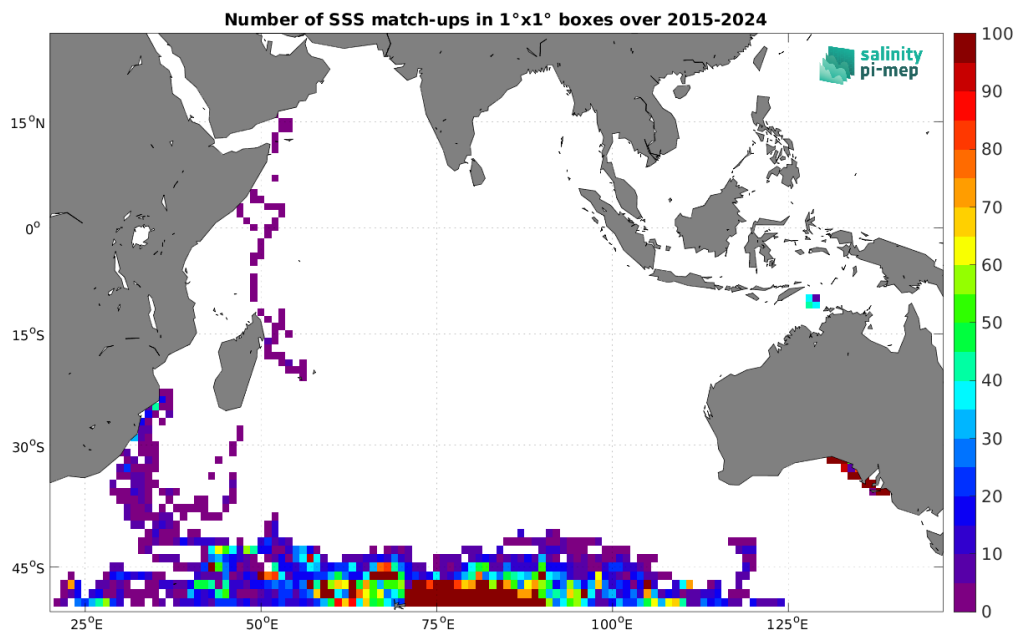 Number of SSS match-ups in 1°x1° boxes over 2015-2024
salinity
pi-mep
15°N
0°
15°S
30°S
45°S
25°E
50°E
75°E
100°E
125°E
100
90
80
70
60
50
40
30
20
10
0